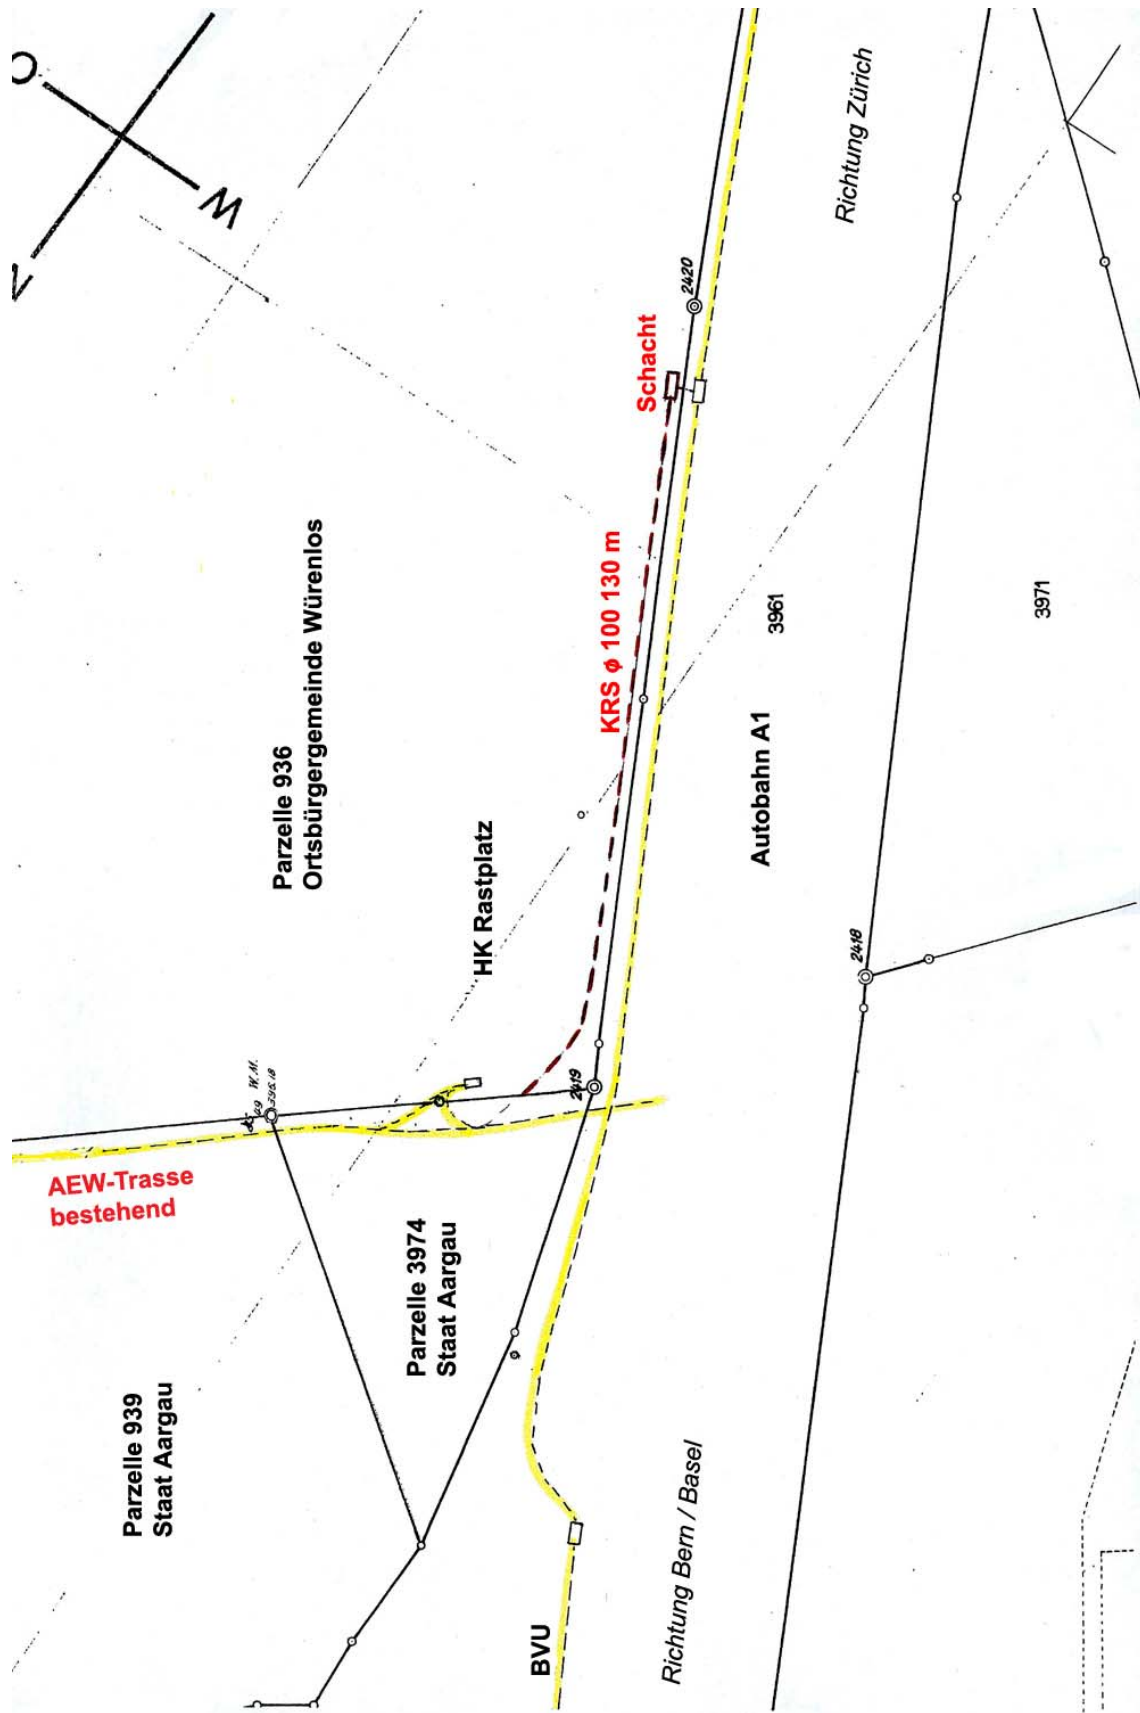 O
W
N
Richtung Zürich
2420
Schacht
KRS ϕ 100 130 m
3961
3971
Parzelle 936
Ortsbürgergemeinde Würenlos
HK Rastplatz
Autobahn A1
2418
2419
AEW-Trasse
bestehend
Parzelle 3974
Staat Aargau
Parzelle 939
Staat Aargau
Richtung Bern / Basel
BVU